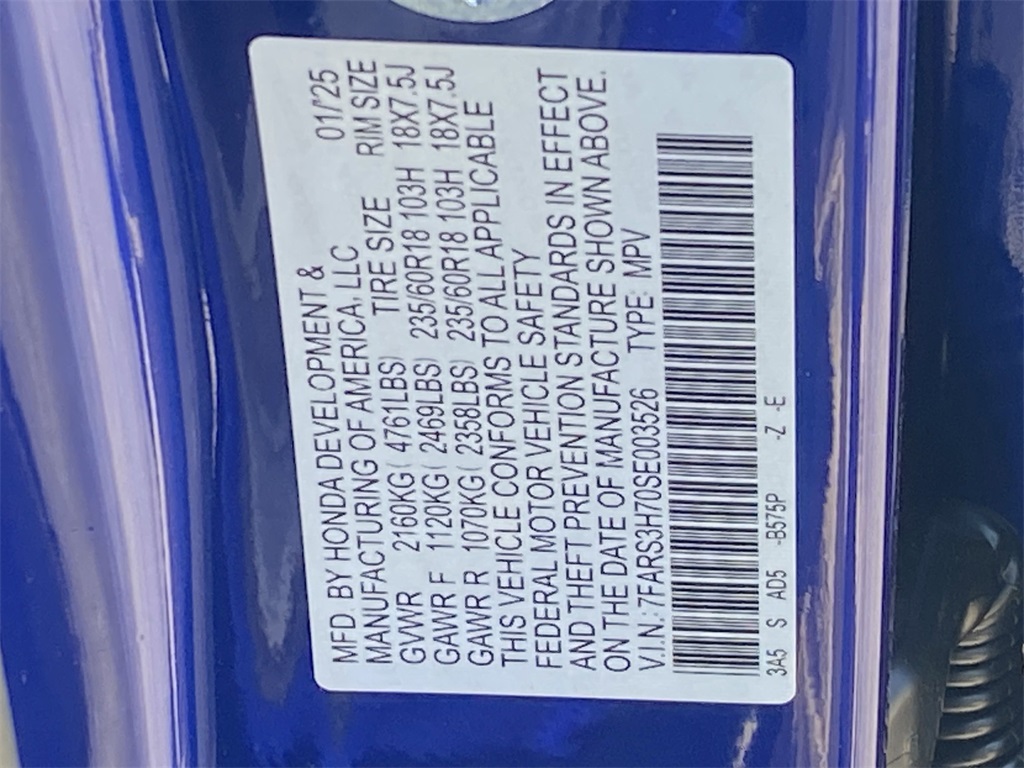 MFD. BY HONDA DEVELOPMENT &
MANUFACTURING OF AMERICA, LLC 01/'25
GVWR 2160KG ( 4761LBS) TIRE SIZE RIM SIZE
GAWR F 1120KG ( 2469LBS) 235/60R18 103H 18X7.5J
GAWR R 1070KG ( 2358LBS) 235/60R18 103H 18X7.5J
THIS VEHICLE CONFORMS TO ALL APPLICABLE
FEDERAL MOTOR VEHICLE SAFETY
AND THEFT PREVENTION STANDARDS IN EFFECT
ON THE DATE OF MANUFACTURE SHOWN ABOVE.
V.I.N.: 7FARS3H70SE003526 TYPE: MPV
3A5 S AD5 -B575P -Z -E